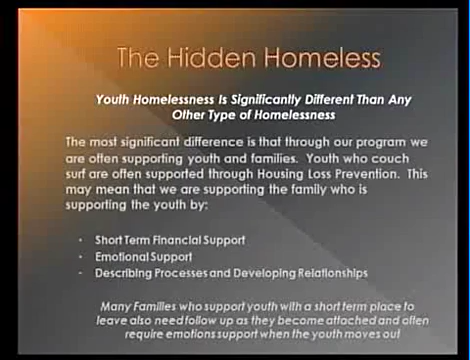 The Hidden Homeless
Youth Homelessness Is Significantly Different Than Any
Other Type of Homelessness
The most significant difference is that through our program we
are often supporting youth and families. Youth who couch
surf are often supported through Housing Loss Prevention. This
may mean that we are supporting the family who is
supporting the youth by:
· Short Term Financial Support
· Emotional Support
· Describing Processes and Developing Relationships
Many Families who support youth with a short term place to
leave also need follow up as they become attached and often
require emotions support when the youth moves out